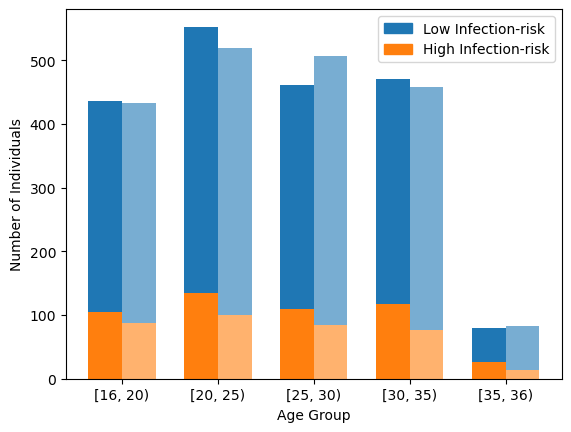 Low Infection-risk
High Infection-risk
Number of Individuals
500
400
300
200
100
0
[16, 20)
[20, 25)
[25, 30)
[30, 35)
[35, 36)
Age Group